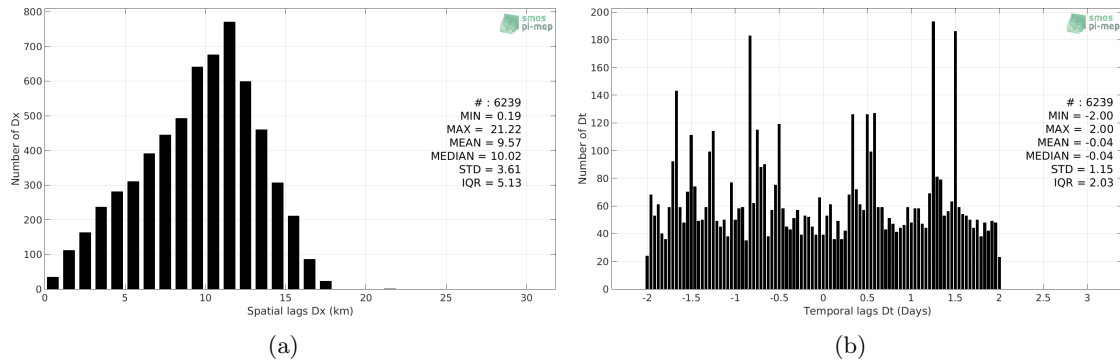 800
700
600
500
400
300
200
100
0
0 5 10 15 20 25 30
Number of Dx
Spatial lags Dx (km)
smos
pi-mep
# : 6239
MIN = 0.19
MAX = 21.22
MEAN = 9.57
MEDIAN = 10.02
STD = 3.61
IQR = 5.13
(a)
200
180
160
140
120
100
80
60
40
20
0
-2 -1.5 -1 -0.5 0 0.5 1 1.5 2 2.5 3
Number of Dt
Temporal lags Dt (Days)
smos
pi-mep
# : 6239
MIN = -2.00
MAX = 2.00
MEAN = -0.04
MEDIAN = -0.04
STD = 1.15
IQR = 2.03
(b)